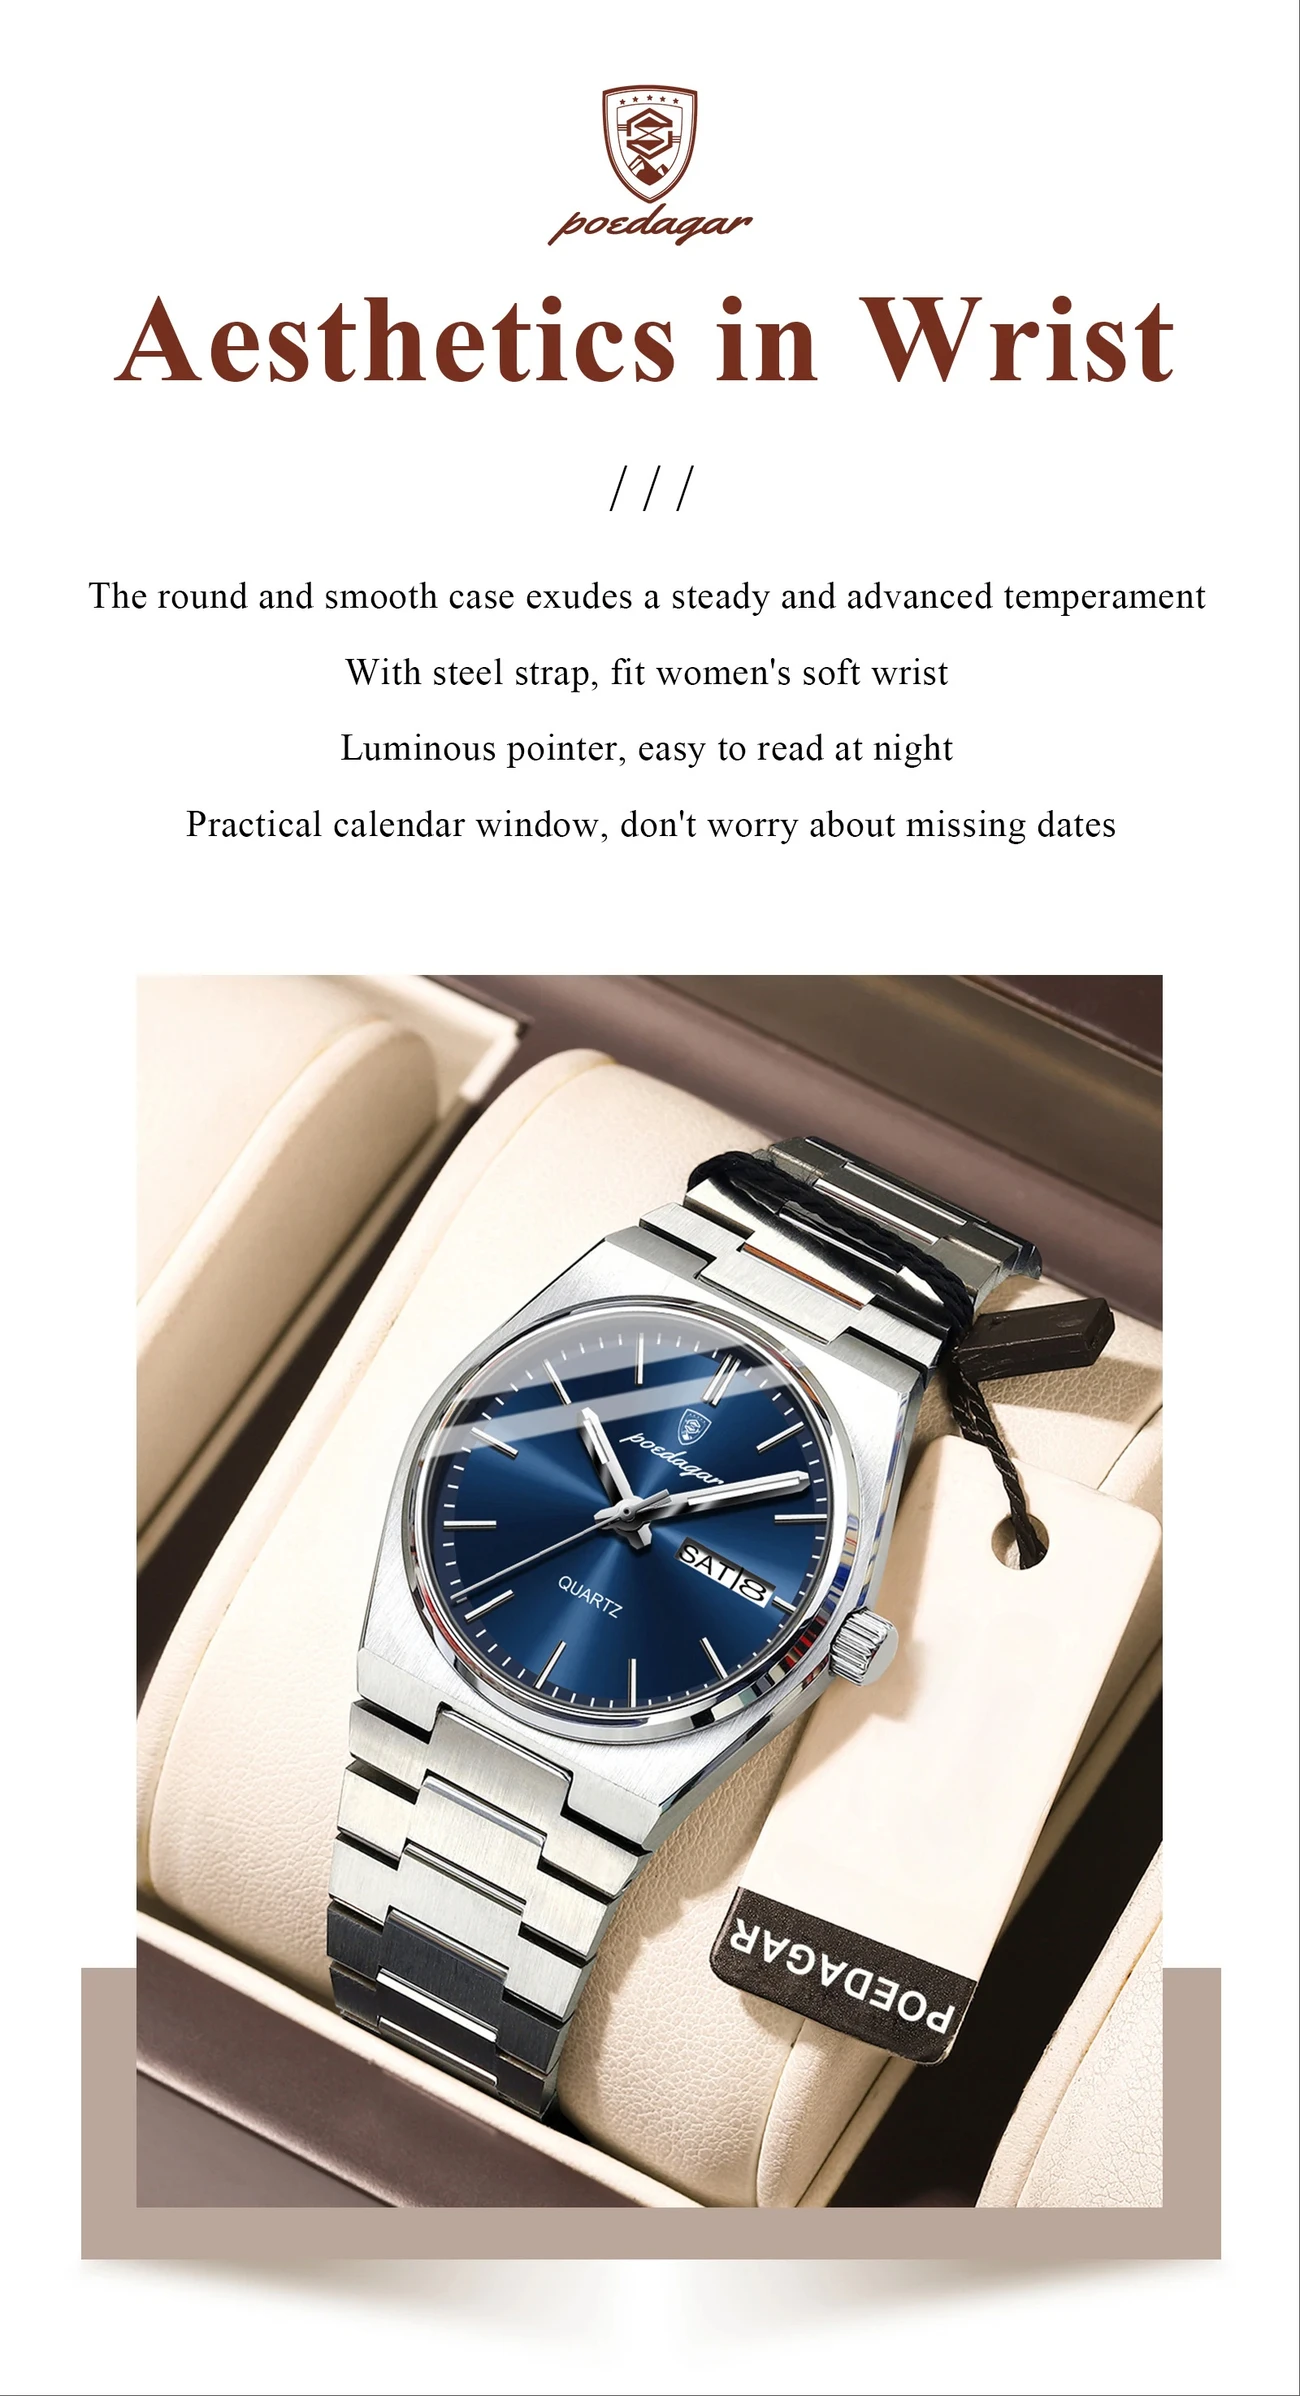 poedagar
Aesthetics in Wrist
///
The round and smooth case exudes a steady and advanced temperament
With steel strap, fit women's soft wrist
Luminous pointer, easy to read at night
Practical calendar window, don't worry about missing dates
poedagar
SAT 8
QUARTZ
POEDAGAR